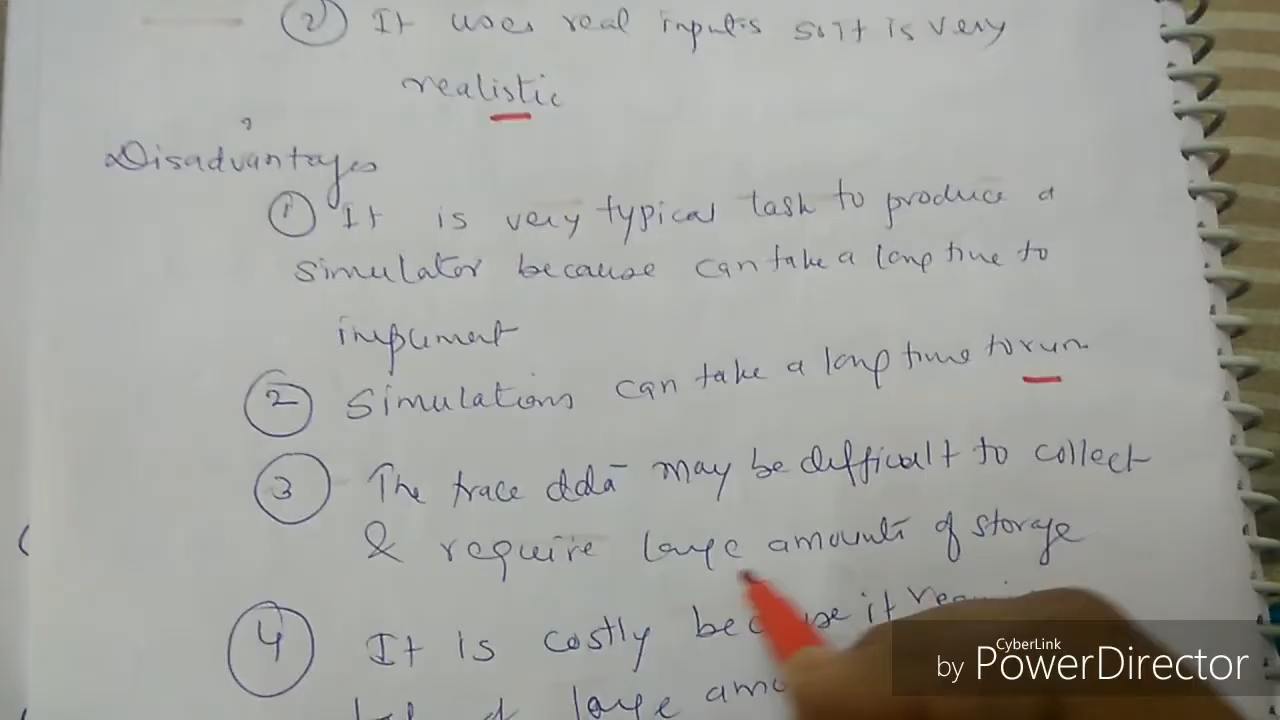 ② It uses real inputs so it is very
realistic
Disadvantages
① It is very typical task to produce a
simulator because can take a long time to
implement
② Simulations can take a long time to run
③ The trace data may be difficult to collect
& require large amounts of storage
④ It is costly because it
large
CyberLink
by PowerDirector